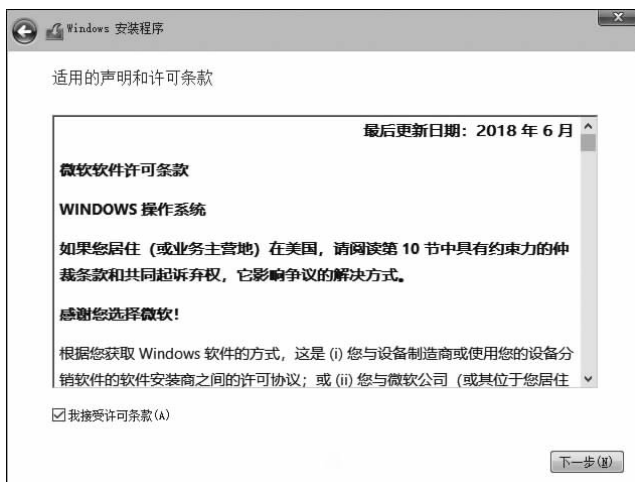 Windows 安装程序
适用的声明和许可条款
最后更新日期：2018 年 6 月
微软软件许可条款
WINDOWS 操作系统
如果您居住（或业务主营地）在美国，请阅读第 10 节中具有约束力的仲
裁条款和共同起诉弃权，它影响争议的解决方式。
感谢您选择微软！
根据您获取 Windows 软件的方式，这是 (i) 您与设备制造商或使用您的设备分
销软件的软件安装商之间的许可协议；或 (ii) 您与微软公司（或其位于您居住
我接受许可条款(A)
下一步(N)